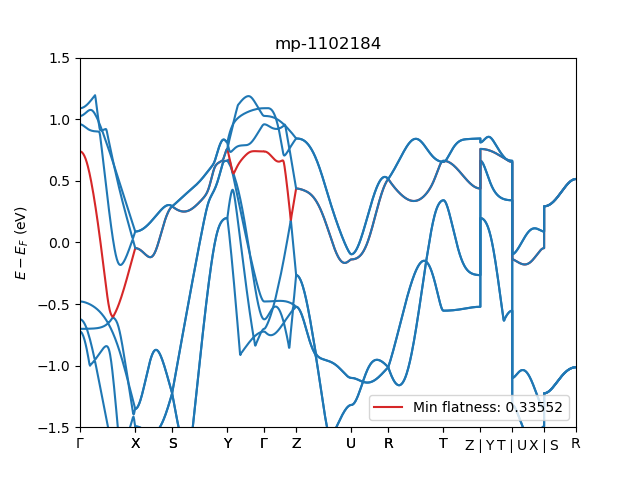 mp-1102184
E − E_F (eV)
1.5
1.0
0.5
0.0
−0.5
−1.0
−1.5
Min flatness: 0.33552
Γ X S Y Γ Z U R T Z|Y T|U X|S R